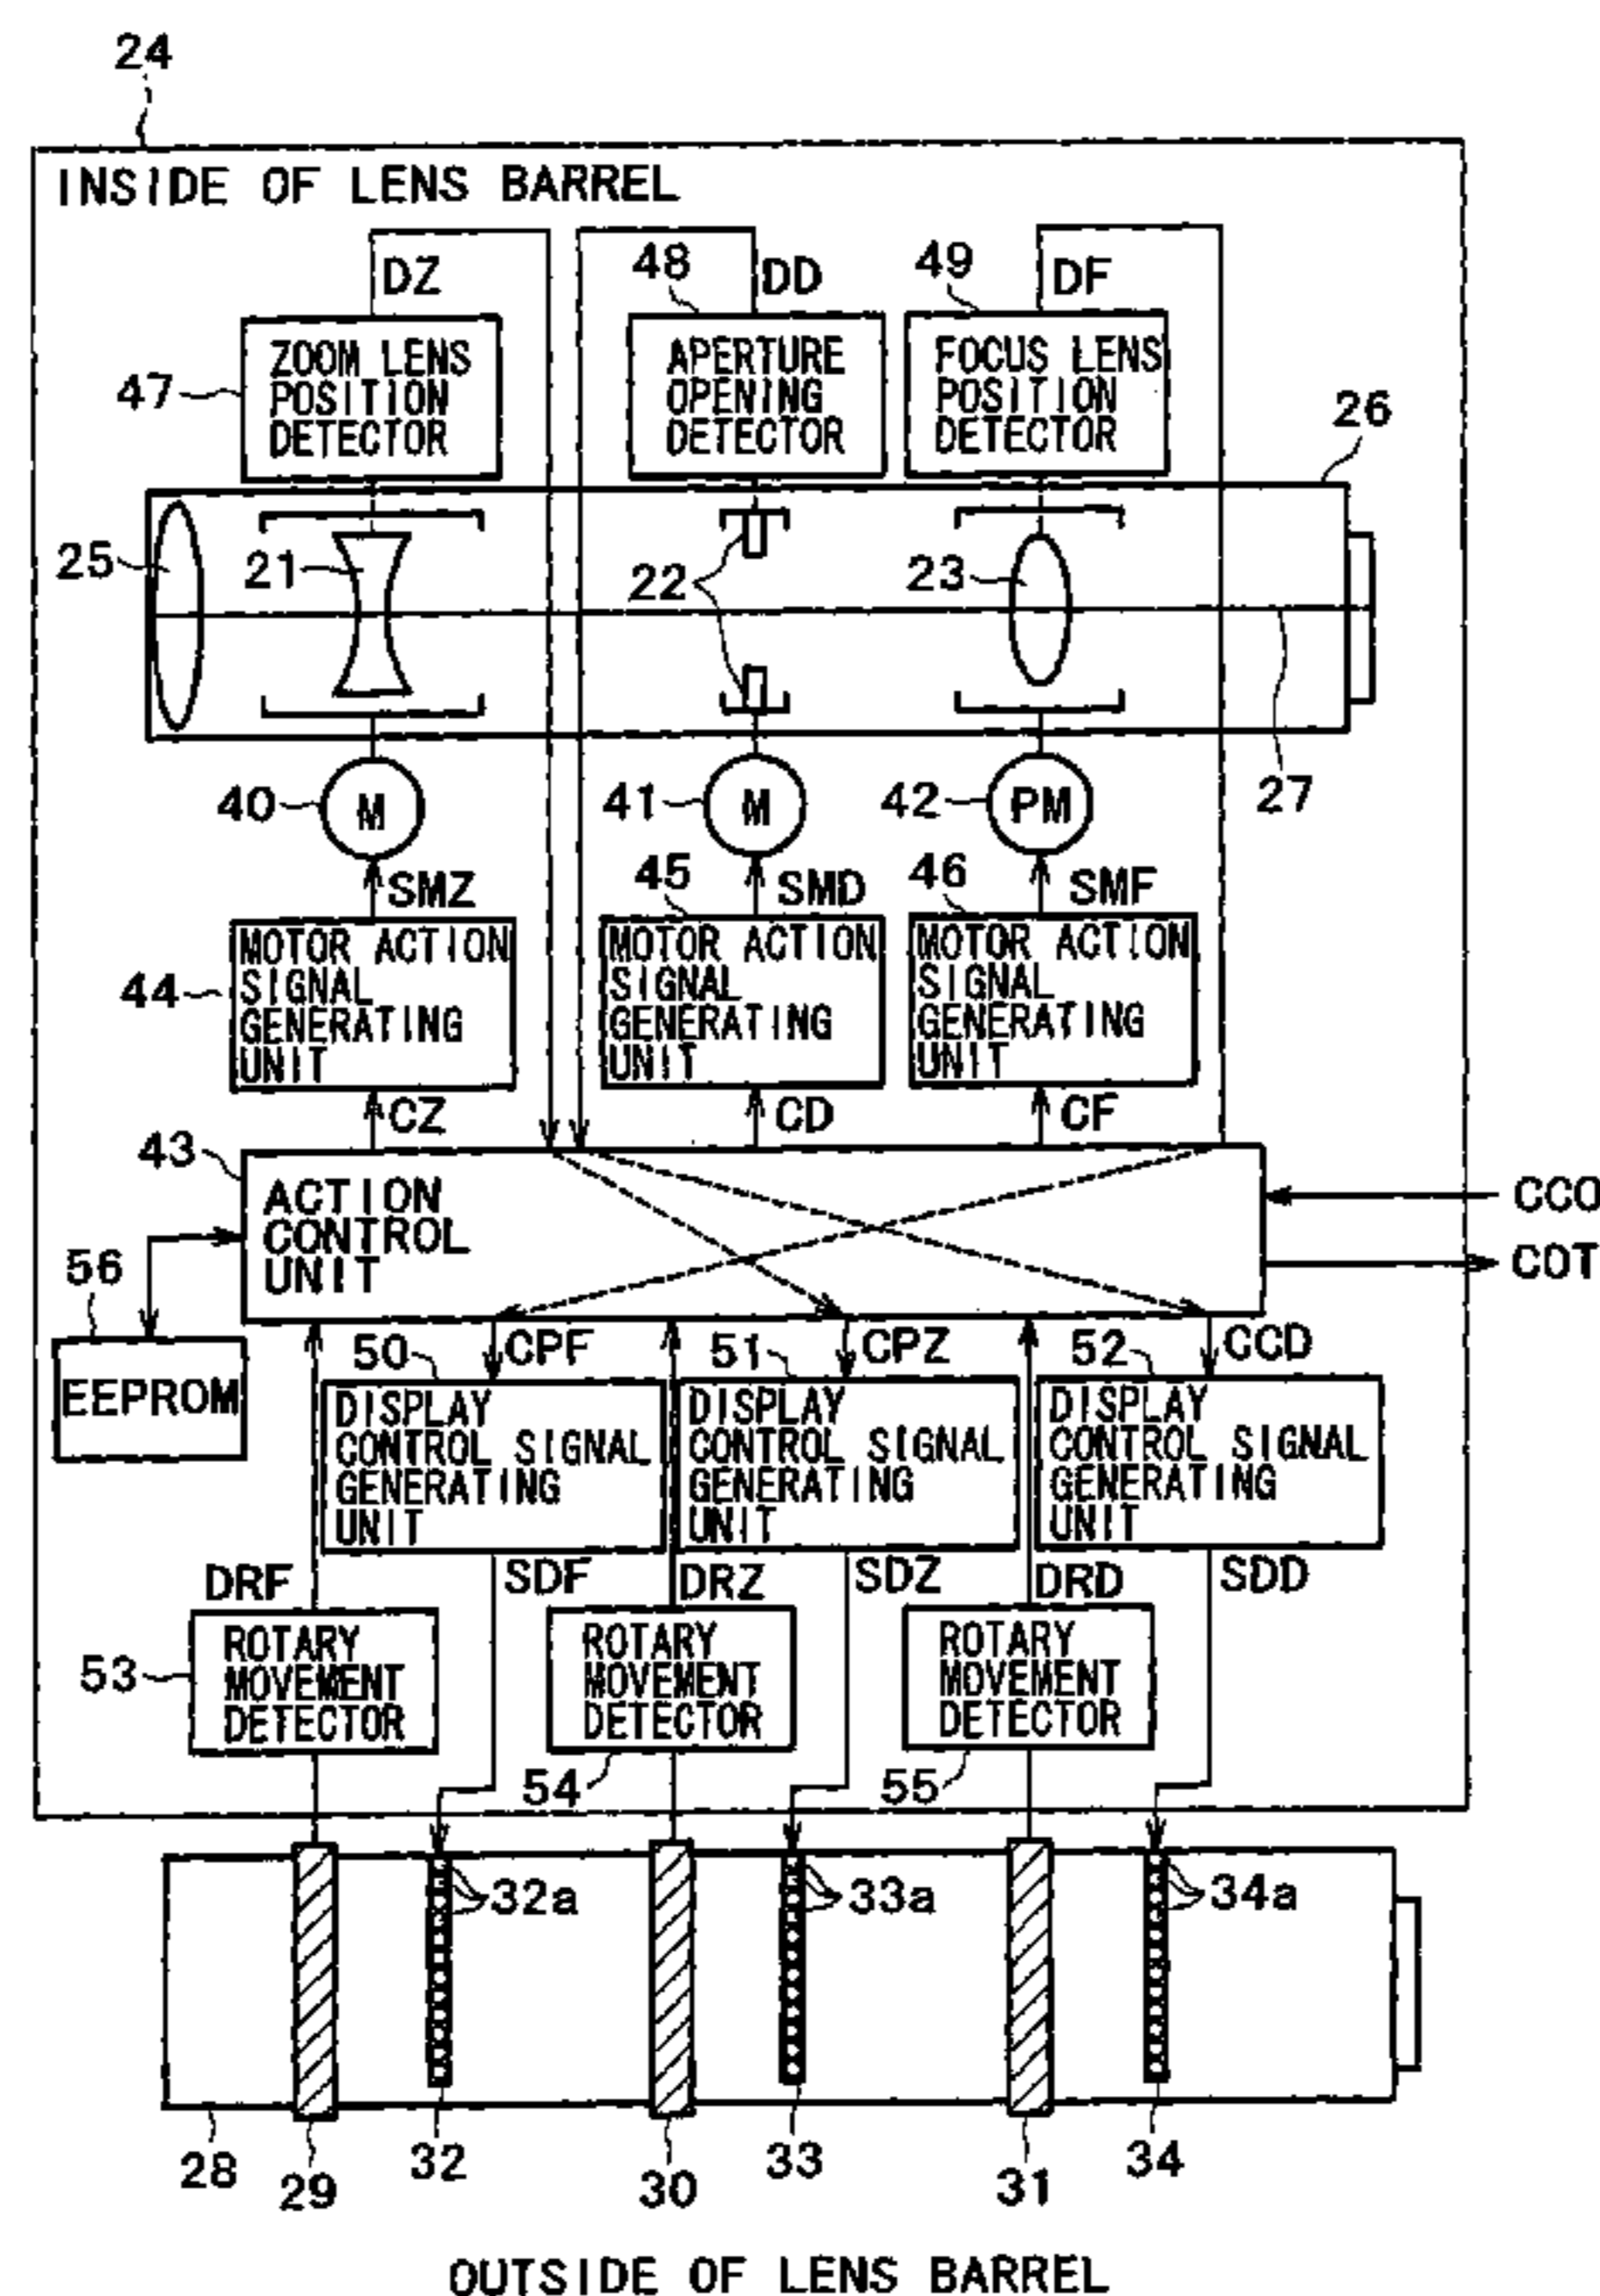 24
INSIDE OF LENS BARREL
DZ
48
DD
49
DF
47
ZOOM LENS
POSITION
DETECTOR
APERTURE
OPENING
DETECTOR
FOCUS LENS
POSITION
DETECTOR
26
25
21
22
23
27
40
M
41
M
42
PM
SMZ
45
SMD
46
SMF
44
MOTOR ACTION
SIGNAL
GENERATING
UNIT
MOTOR ACTION
SIGNAL
GENERATING
UNIT
MOTOR ACTION
SIGNAL
GENERATING
UNIT
CZ
CD
CF
43
ACTION
CONTROL
UNIT
CCO
COT
56
EEPROM
50
CPF
51
CPZ
52
CCD
DISPLAY
CONTROL SIGNAL
GENERATING
UNIT
DISPLAY
CONTROL SIGNAL
GENERATING
UNIT
DISPLAY
CONTROL SIGNAL
GENERATING
UNIT
DRF
SDF
DRZ
SDZ
DRD
SDD
53
ROTARY
MOVEMENT
DETECTOR
ROTARY
MOVEMENT
DETECTOR
ROTARY
MOVEMENT
DETECTOR
54
55
32a
33a
34a
28
29
32
30
33
31
34
OUTSIDE OF LENS BARREL